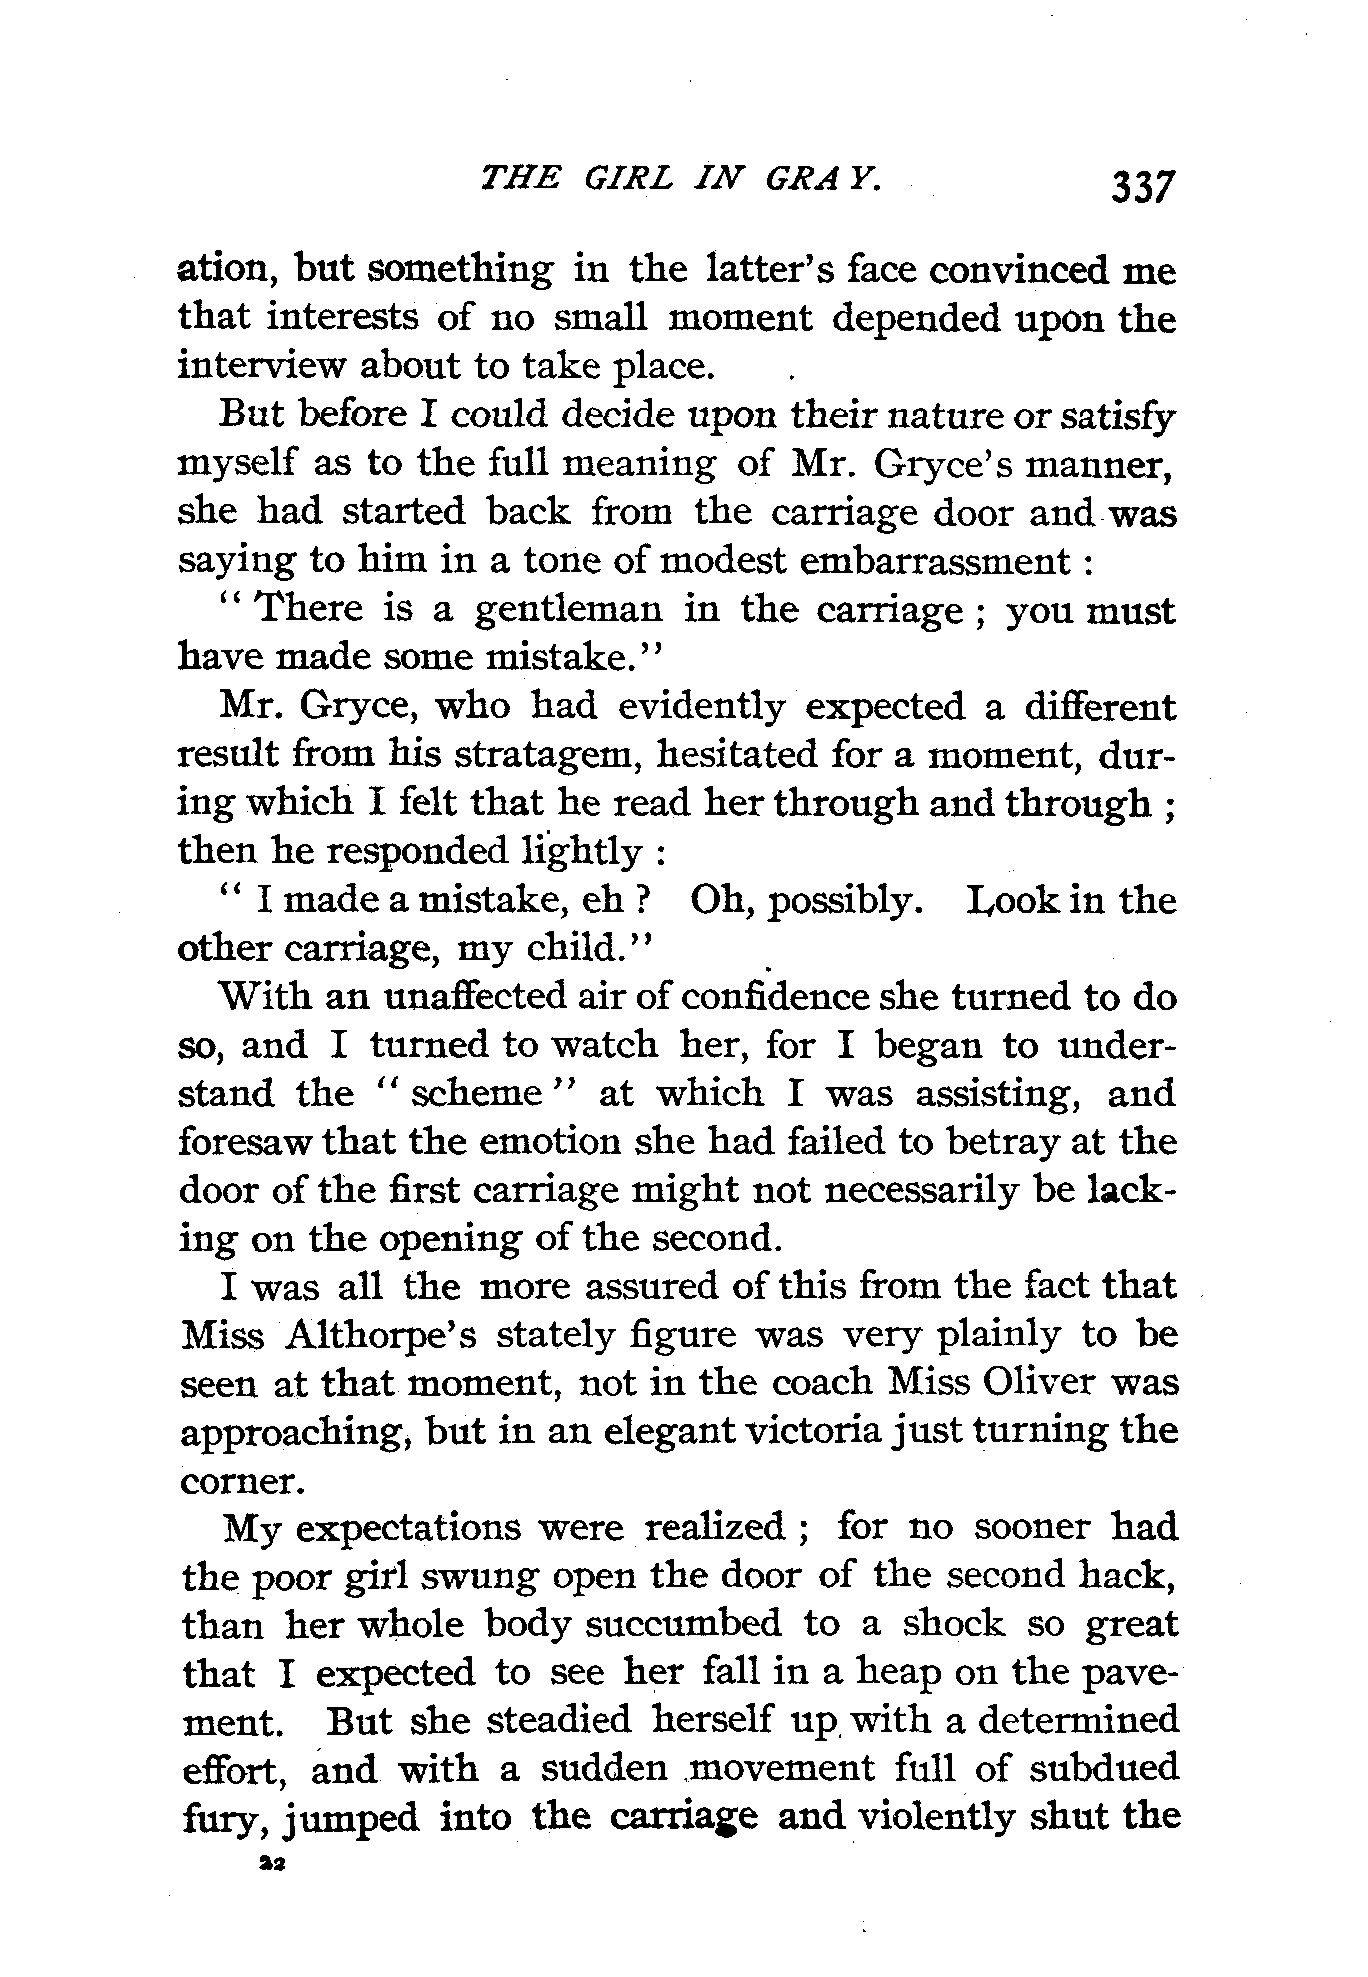 THE GIRL IN GRAY. 337
ation, but something in the latter's face convinced me
that interests of no small moment depended upon the
interview about to take place.
But before I could decide upon their nature or satisfy
myself as to the full meaning of Mr. Gryce's manner,
she had started back from the carriage door and was
saying to him in a tone of modest embarrassment :
"There is a gentleman in the carriage ; you must
have made some mistake."
Mr. Gryce, who had evidently expected a different
result from his stratagem, hesitated for a moment, dur-
ing which I felt that he read her through and through ;
then he responded lightly :
" I made a mistake, eh ? Oh, possibly. Look in the
other carriage, my child."
With an unaffected air of confidence she turned to do
so, and I turned to watch her, for I began to under-
stand the " scheme " at which I was assisting, and
foresaw that the emotion she had failed to betray at the
door of the first carriage might not necessarily be lack-
ing on the opening of the second.
I was all the more assured of this from the fact that
Miss Althorpe's stately figure was very plainly to be
seen at that moment, not in the coach Miss Oliver was
approaching, but in an elegant victoria just turning the
corner.
My expectations were realized ; for no sooner had
the poor girl swung open the door of the second hack,
than her whole body succumbed to a shock so great
that I expected to see her fall in a heap on the pave-
ment. But she steadied herself up with a determined
effort, and with a sudden movement full of subdued
fury, jumped into the carriage and violently shut the
22